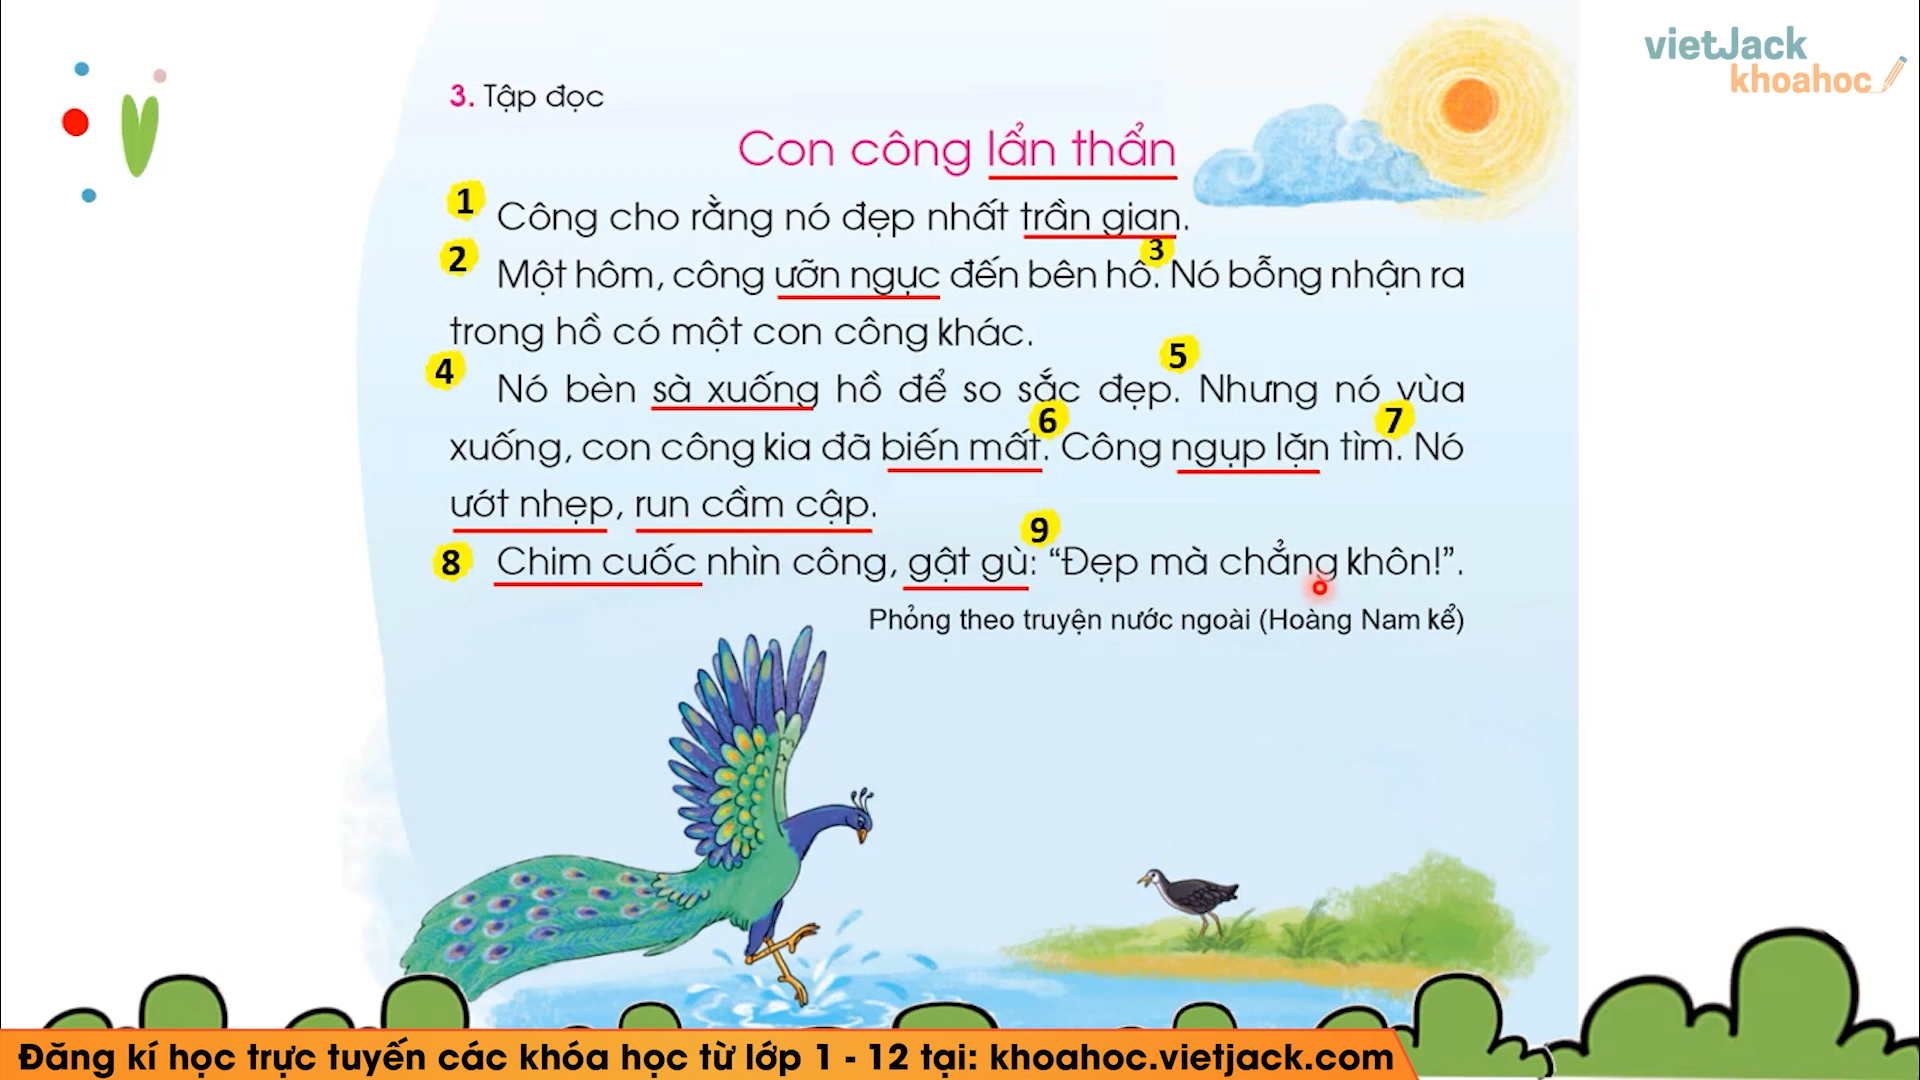 vietJack
khoahoc
3. Tập đọc
Con công lẩn thẩn
1 Công cho rằng nó đẹp nhất trần gian.
2 Một hôm, công ưỡn ngực đến bên hồ. 3 Nó bỗng nhận ra
trong hồ có một con công khác.
4 Nó bèn sà xuống hồ để so sắc đẹp. 5 Nhưng nó vừa
xuống, con công kia đã biến mất. 6 Công ngụp lặn tìm. 7 Nó
ướt nhẹp, run cầm cập.
8 Chim cuốc nhìn công, gật gù: 9 “Đẹp mà chẳng khôn!”.
Phỏng theo truyện nước ngoài (Hoàng Nam kể)
Đăng kí học trực tuyến các khóa học từ lớp 1 - 12 tại: khoahoc.vietjack.com